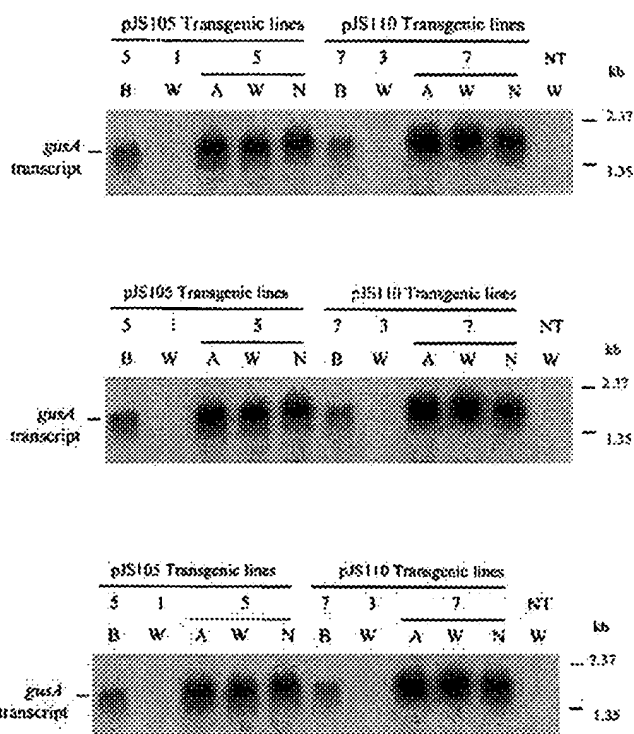 pJS105 Transgenic lines pJS110 Transgenic lines
5 1 5 7 3 7 NT
B W A W N B W A W N W kb
gusA transcript
2.37
1.35
pJS105 Transgenic lines pJS110 Transgenic lines
5 1 5 7 3 7 NT
B W A W N B W A W N W kb
gusA transcript
2.37
1.35
pJS105 Transgenic lines pJS110 Transgenic lines
5 1 5 7 3 7 NT
B W A W N B W A W N W kb
gusA transcript
2.37
1.35